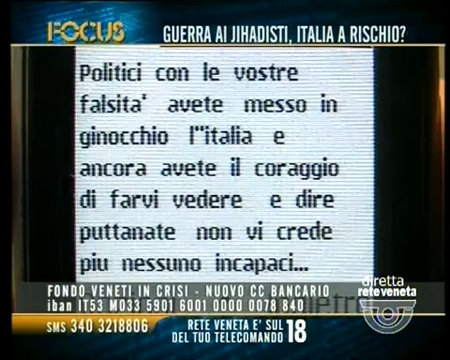 FOCUS
GUERRA AI JIHADISTI, ITALIA A RISCHIO?
Politici con le vostre
falsita' avete messo in
ginocchio l"italia e
ancora avete il coraggio
di farvi vedere e dire
puttanate non vi crede
piu nessuno incapaci...
diretta
reteveneta
FONDO VENETI IN CRISI - NUOVO CC BANCARIO
iban IT53 M033 5901 6001 0000 0078 840
SMS 340 3218806
RETE VENETA E' SUL
DEL TUO TELECOMANDO
18